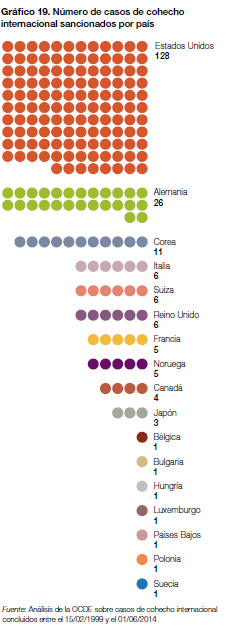 Gráfico 19. Número de casos de cohecho
internacional sancionados por país
Estados Unidos
128
Alemania
26
Corea
11
Italia
6
Suiza
6
Reino Unido
6
Francia
5
Noruega
5
Canadá
4
Japón
3
Bélgica
1
Bulgaria
1
Hungría
1
Luxemburgo
1
Países Bajos
1
Polonia
1
Suecia
1
Fuente: Análisis de la OCDE sobre casos de cohecho internacional
concluidos entre el 15/02/1999 y el 01/06/2014